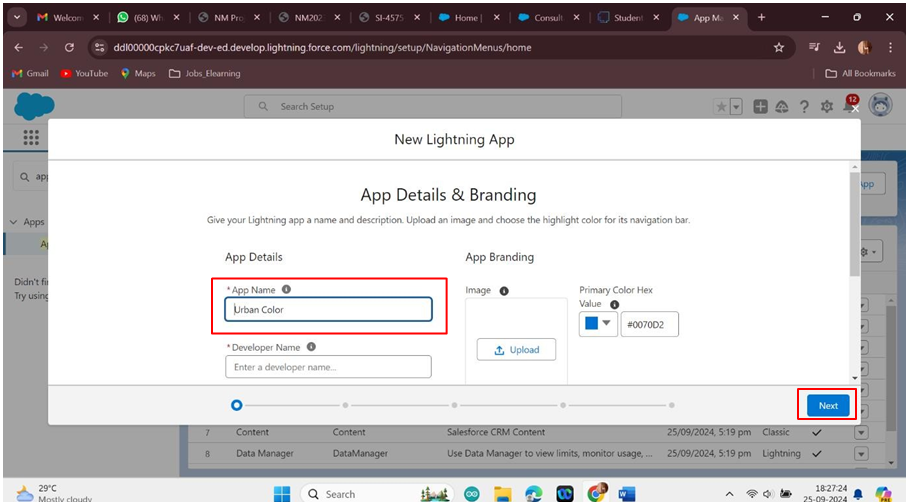 Welcom
(68) Wh
NM Pro
NM202
SI-4575
Home |
Consult
Student
App Ma
ddl00000cpkc7uaf-dev-ed.develop.lightning.force.com/lightning/setup/NavigationMenus/home
Gmail
YouTube
Maps
Jobs_Elearning
All Bookmarks
Search Setup
12
New Lightning App
app
App
App Details & Branding
Give your Lightning app a name and description. Upload an image and choose the highlight color for its navigation bar.
Apps
App Details
App Branding
Ap
Didn't fi
Try using
* App Name
Image
Primary Color Hex
Value
Urban Color
#0070D2
* Developer Name
Upload
Enter a developer name...
Next
7 Content Content Salesforce CRM Content 25/09/2024, 5:19 pm Classic
8 Data Manager DataManager Use Data Manager to view limits, monitor usage, ... 25/09/2024, 5:19 pm Lightning
29°C
Mostly cloudy
Search
18:27:24
25-09-2024